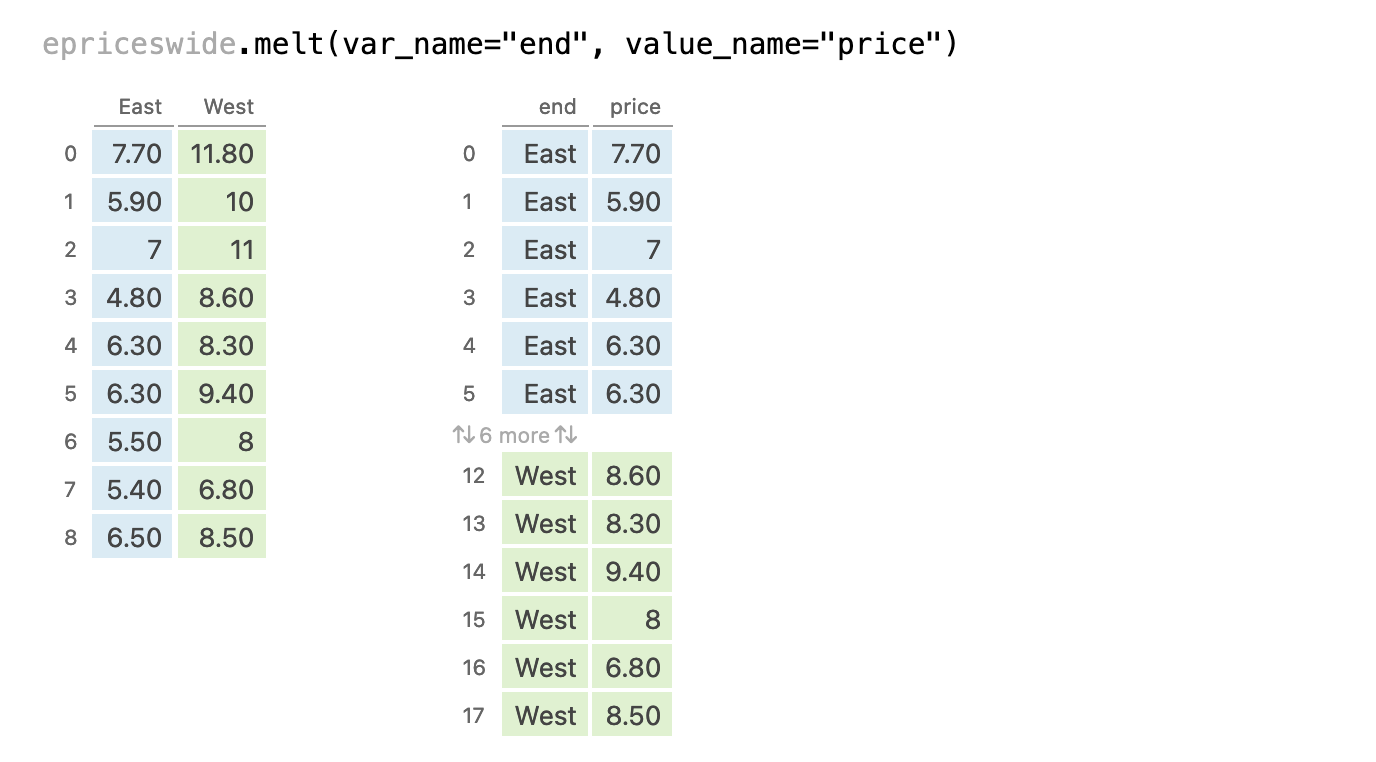 epriceswide.melt(var_name="end", value_name="price")
East West end price
0 7.70 11.80 0 East 7.70
1 5.90 10 1 East 5.90
2 7 11 2 East 7
3 4.80 8.60 3 East 4.80
4 6.30 8.30 4 East 6.30
5 6.30 9.40 5 East 6.30
6 5.50 8 ↑↓ 6 more ↑↓
12 West 8.60
7 5.40 6.80 13 West 8.30
8 6.50 8.50
14 West 9.40
15 West 8
16 West 6.80
17 West 8.50